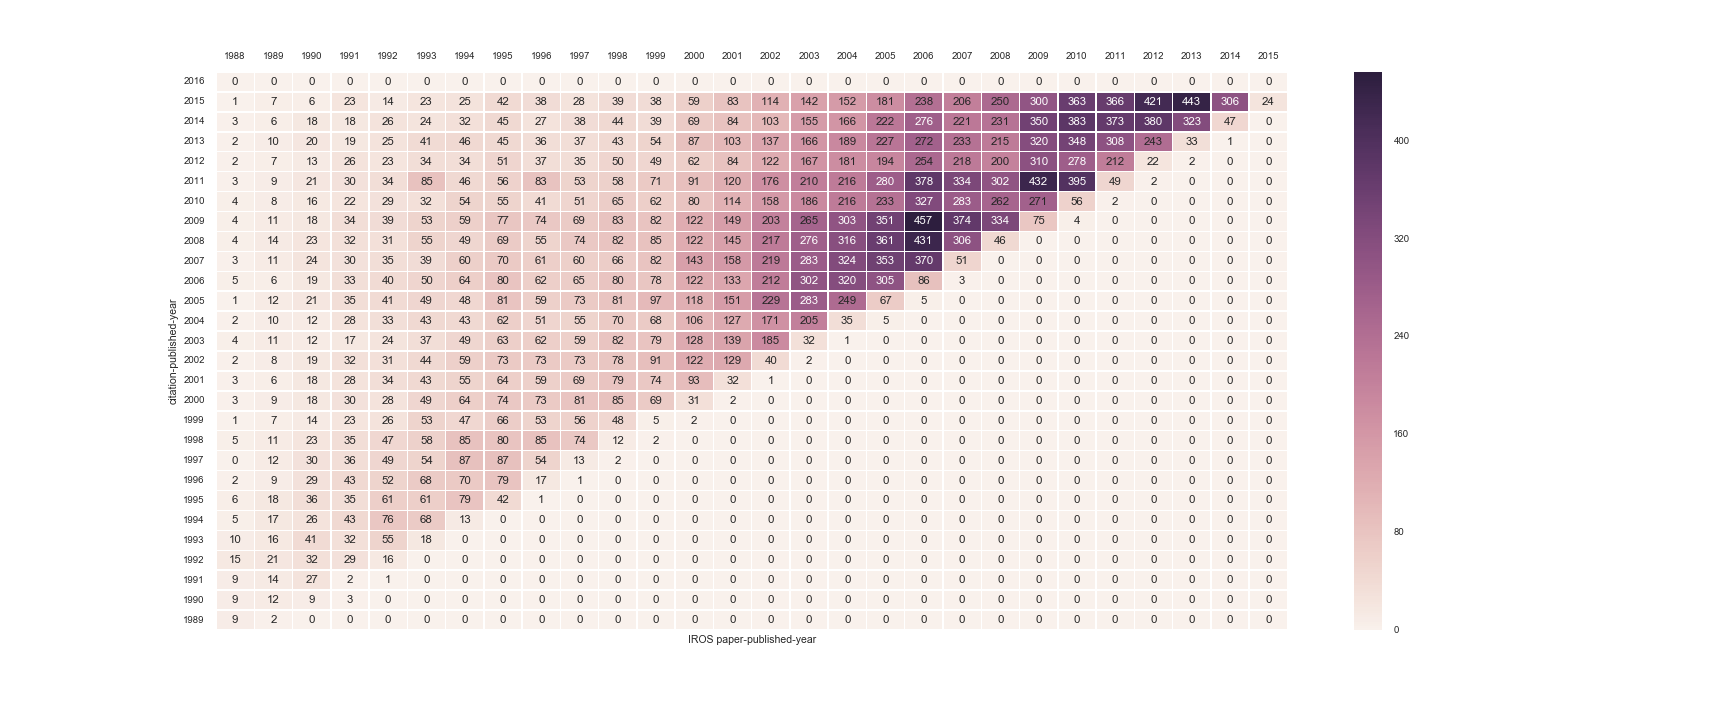 1988 1989 1990 1991 1992 1993 1994 1995 1996 1997 1998 1999 2000 2001 2002 2003 2004 2005 2006 2007 2008 2009 2010 2011 2012 2013 2014 2015
2016 0 0 0 0 0 0 0 0 0 0 0 0 0 0 0 0 0 0 0 0 0 0 0 0 0 0 0 0
2015 1 7 6 23 14 23 25 42 38 28 39 38 59 83 114 142 152 181 238 206 250 300 363 366 421 443 306 24
2014 3 6 18 18 26 24 32 45 27 38 44 39 69 84 103 155 166 222 276 221 231 350 383 373 380 323 47 0
2013 2 10 20 19 25 41 46 45 36 37 43 54 87 103 137 166 189 227 272 233 215 320 348 308 243 33 1 0
400
2012 2 7 13 26 23 34 34 51 37 35 50 49 62 84 122 167 181 194 254 218 200 310 278 212 22 2 0 0
2011 3 9 21 30 34 85 46 56 83 53 58 71 91 120 176 210 216 280 378 334 302 432 395 49 2 0 0 0
2010 4 8 16 22 29 32 54 55 41 51 65 62 80 114 158 186 216 233 327 283 262 271 56 2 0 0 0 0
2009 4 11 18 34 39 53 59 77 74 69 83 82 122 149 203 265 303 351 457 374 334 75 4 0 0 0 0 0
2008 4 14 23 32 31 55 49 69 55 74 82 85 122 145 217 276 316 361 431 306 46 0 0 0 0 0 0 0
320
2007 3 11 24 30 35 39 60 70 61 60 66 82 143 158 219 283 324 353 370 51 0 0 0 0 0 0 0 0
2006 5 6 19 33 40 50 64 80 62 65 80 78 122 133 212 302 320 305 86 3 0 0 0 0 0 0 0 0
2005 1 12 21 35 41 49 48 81 59 73 81 97 118 151 229 283 249 67 5 0 0 0 0 0 0 0 0 0
2004 2 10 12 28 33 43 43 62 51 55 70 68 106 127 171 205 35 5 0 0 0 0 0 0 0 0 0 0
240
2003 4 11 12 17 24 37 49 63 62 59 82 79 128 139 185 32 1 0 0 0 0 0 0 0 0 0 0 0
citation-published-year
2002 2 8 19 32 31 44 59 73 73 73 78 91 122 129 40 2 0 0 0 0 0 0 0 0 0 0 0 0
2001 3 6 18 28 34 43 55 64 59 69 79 74 93 32 1 0 0 0 0 0 0 0 0 0 0 0 0 0
2000 3 9 18 30 28 49 64 74 73 81 85 69 31 2 0 0 0 0 0 0 0 0 0 0 0 0 0 0
1999 1 7 14 23 26 53 47 66 53 56 48 5 2 0 0 0 0 0 0 0 0 0 0 0 0 0 0 0
1998 5 11 23 35 47 58 85 80 85 74 12 2 0 0 0 0 0 0 0 0 0 0 0 0 0 0 0 0
160
1997 0 12 30 36 49 54 87 87 54 13 2 0 0 0 0 0 0 0 0 0 0 0 0 0 0 0 0 0
1996 2 9 29 43 52 68 70 79 17 1 0 0 0 0 0 0 0 0 0 0 0 0 0 0 0 0 0 0
1995 6 18 36 35 61 61 79 42 1 0 0 0 0 0 0 0 0 0 0 0 0 0 0 0 0 0 0 0
1994 5 17 26 43 76 68 13 0 0 0 0 0 0 0 0 0 0 0 0 0 0 0 0 0 0 0 0 0
80
1993 10 16 41 32 55 18 0 0 0 0 0 0 0 0 0 0 0 0 0 0 0 0 0 0 0 0 0 0
1992 15 21 32 29 16 0 0 0 0 0 0 0 0 0 0 0 0 0 0 0 0 0 0 0 0 0 0 0
1991 9 14 27 2 1 0 0 0 0 0 0 0 0 0 0 0 0 0 0 0 0 0 0 0 0 0 0 0
1990 9 12 9 3 0 0 0 0 0 0 0 0 0 0 0 0 0 0 0 0 0 0 0 0 0 0 0 0
1989 9 2 0 0 0 0 0 0 0 0 0 0 0 0 0 0 0 0 0 0 0 0 0 0 0 0 0 0
0
IROS paper-published-year